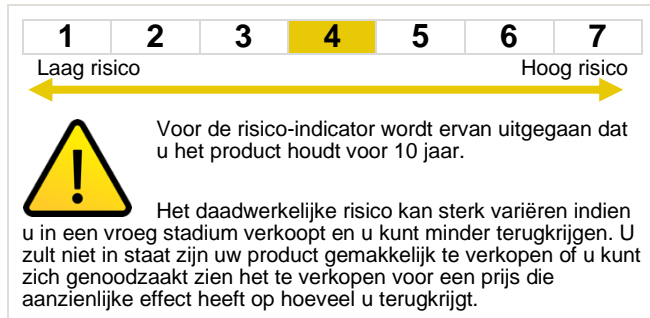 1 2 3 4 5 6 7
Laag risico Hoog risico
Voor de risico-indicator wordt ervan uitgegaan dat
u het product houdt voor 10 jaar.
Het daadwerkelijke risico kan sterk variëren indien
u in een vroeg stadium verkoopt en u kunt minder terugkrijgen. U
zult niet in staat zijn uw product gemakkelijk te verkopen of u kunt
zich genoodzaakt zien het te verkopen voor een prijs die
aanzienlijke effect heeft op hoeveel u terugkrijgt.